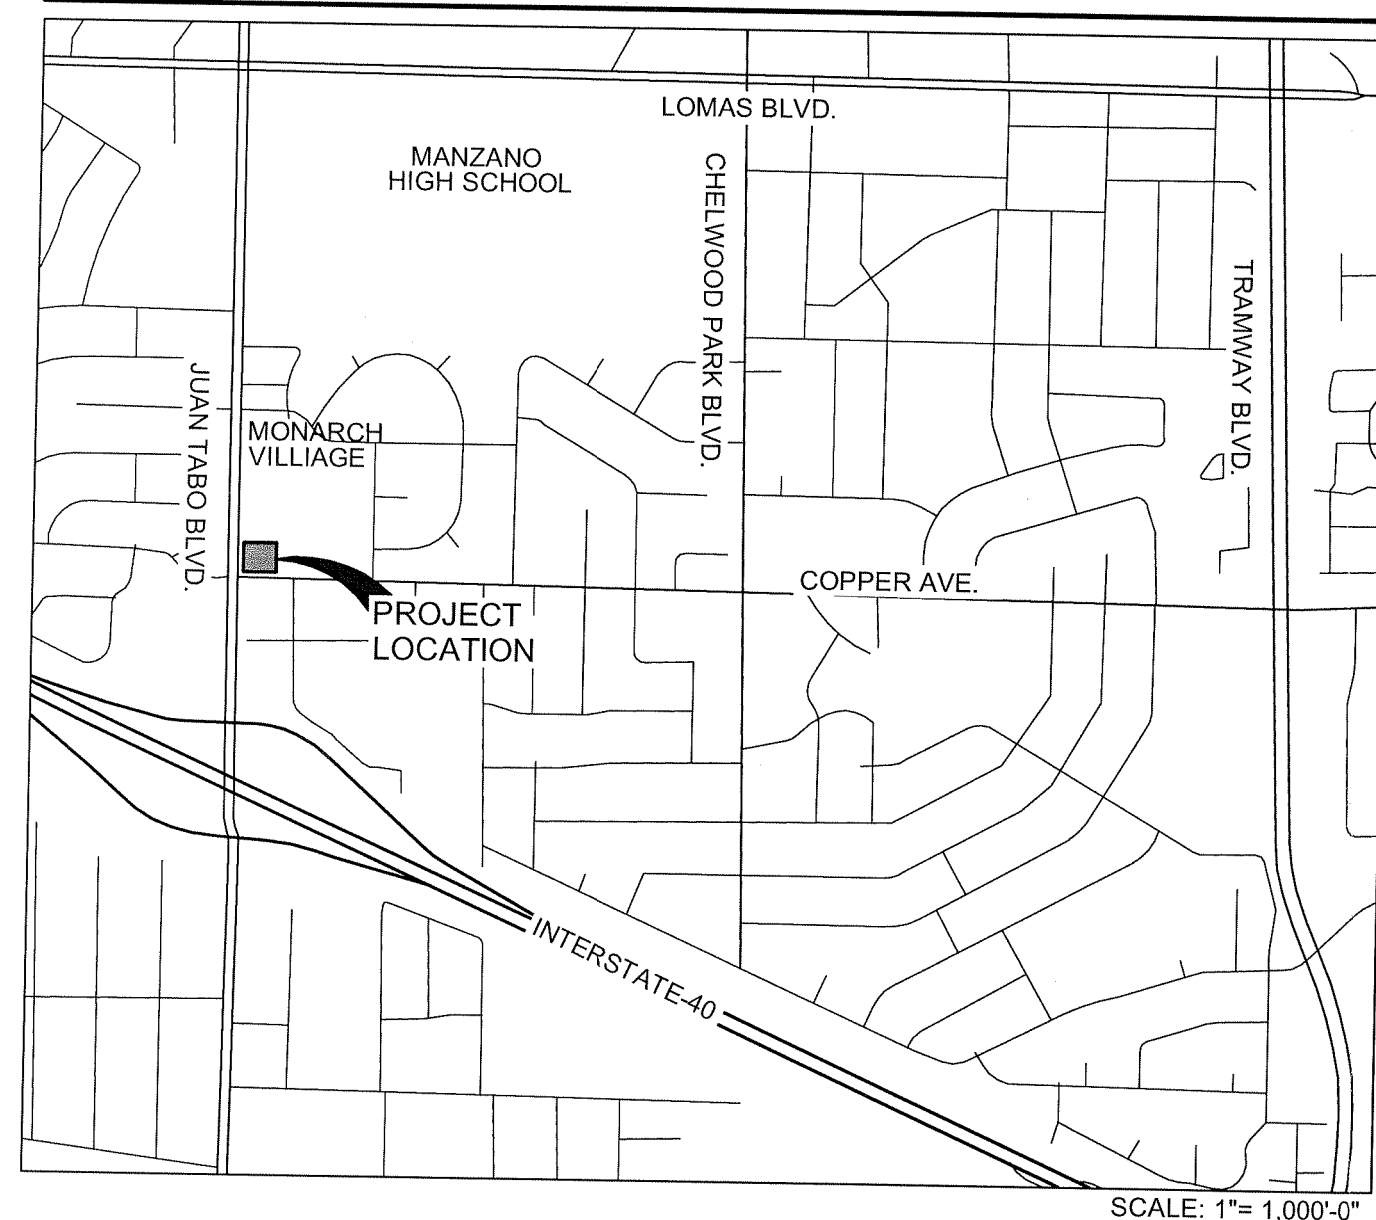 LOMAS BLVD.
MANZANO
HIGH SCHOOL
CHELWOOD PARK BLVD.
TRAMWAY BLVD.
JUAN TABO BLVD.
MONARCH
VILLIAGE
COPPER AVE.
PROJECT
LOCATION
INTERSTATE-40
SCALE: 1"= 1,000'-0"